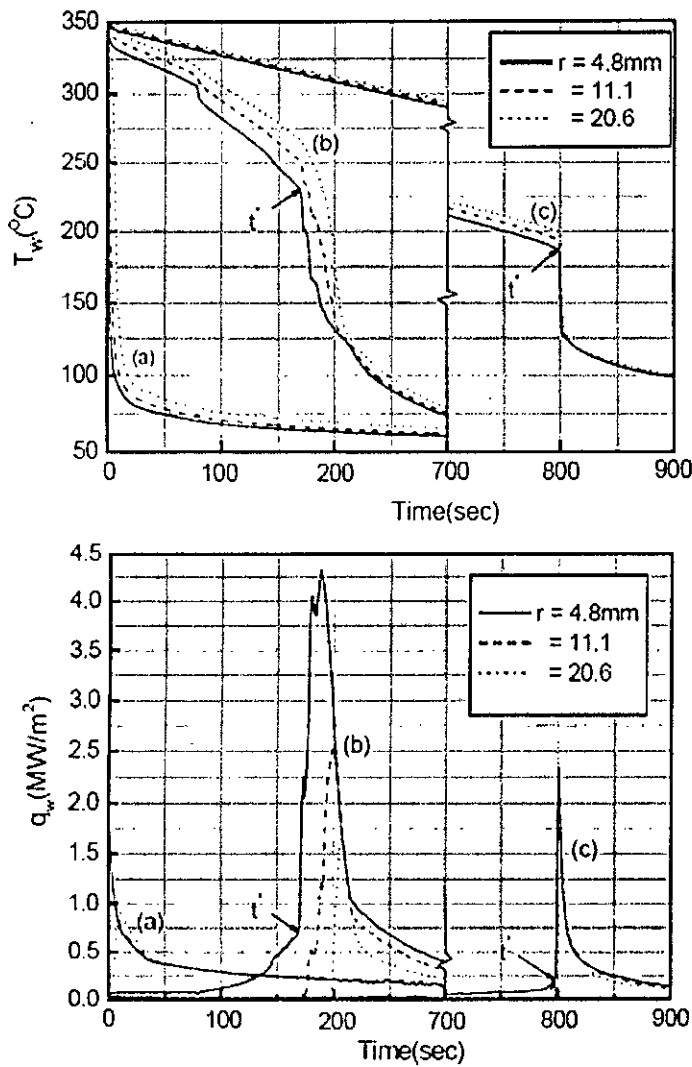 350
300
250
200
150
100
50
T_w(°C)
r = 4.8mm
= 11.1
= 20.6
(a)
(b)
(c)
t*
t*
0
100
200
700
800
900
Time(sec)
4.5
4.0
3.5
3.0
2.5
2.0
1.5
1.0
0.5
0.0
q_w(MW/m²)
r = 4.8mm
= 11.1
= 20.6
(a)
(b)
(c)
t*
0
100
200
700
800
900
Time(sec)